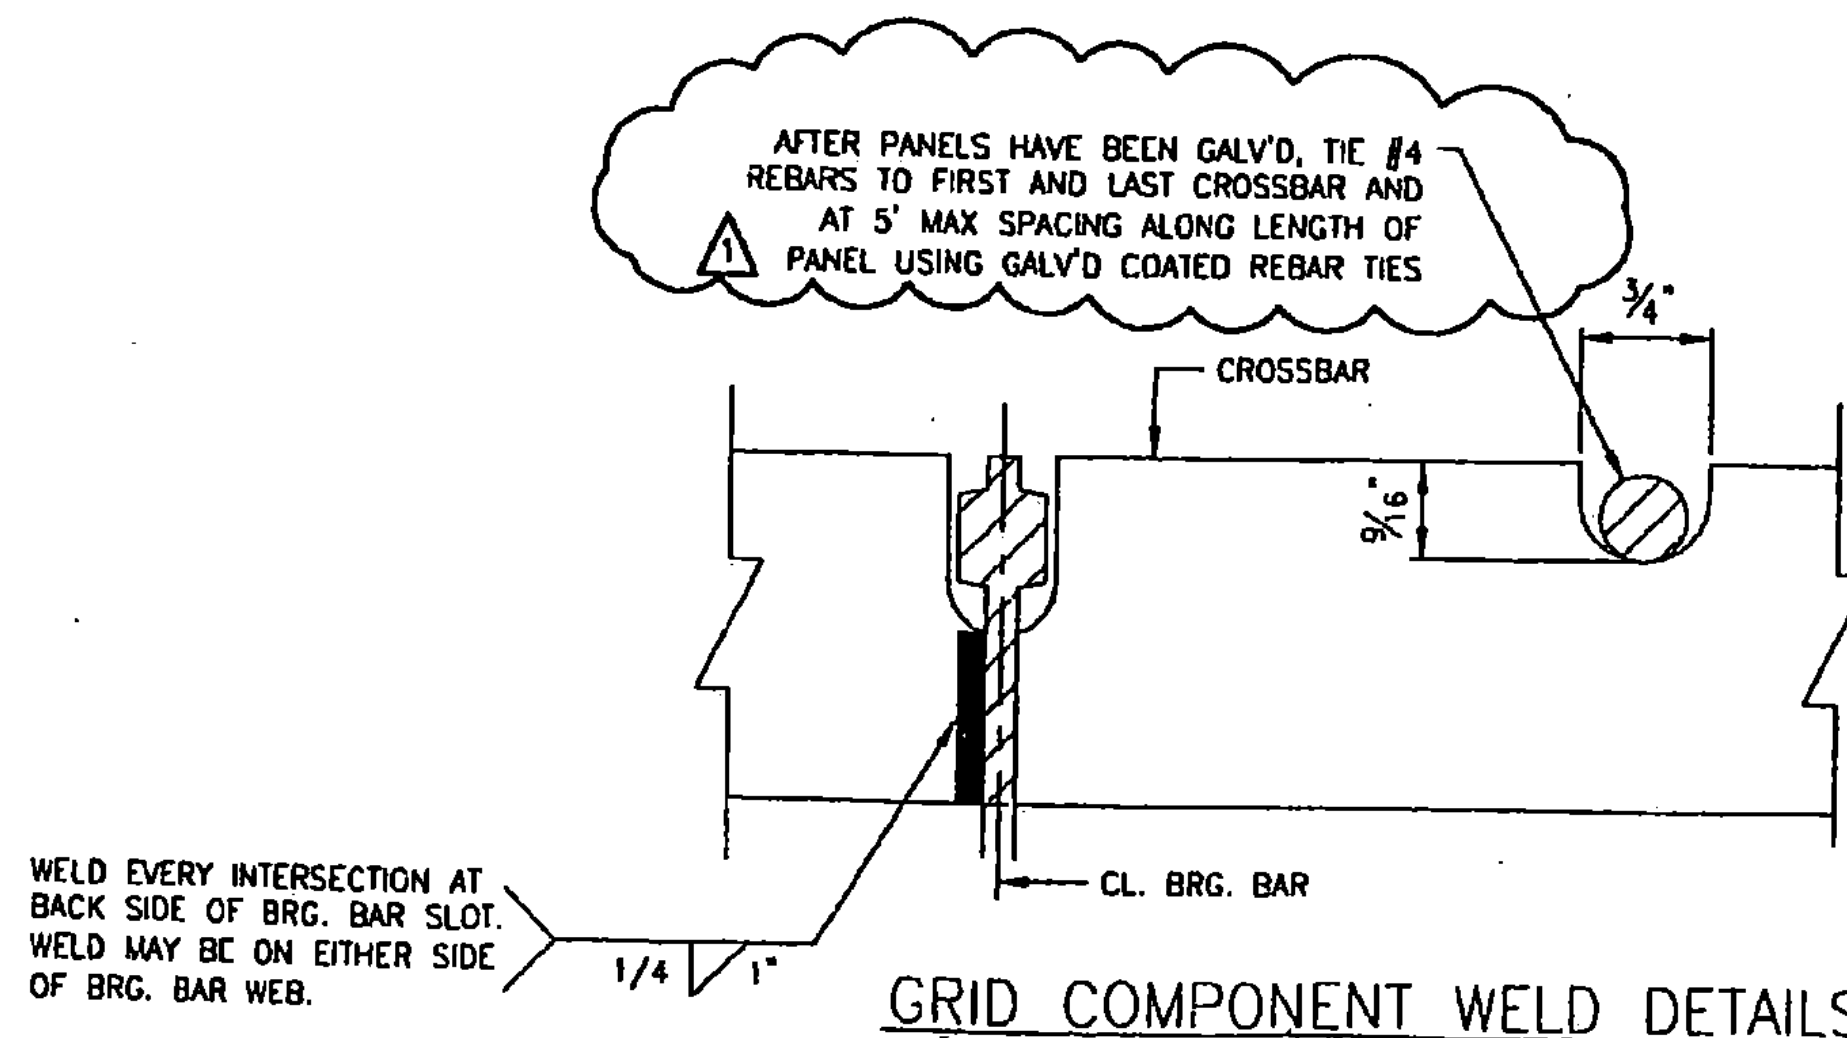 AFTER PANELS HAVE BEEN GALV'D, TIE #4
REBARS TO FIRST AND LAST CROSSBAR AND
AT 5' MAX SPACING ALONG LENGTH OF
1
PANEL USING GALV'D COATED REBAR TIES
3/4"
CROSSBAR
9/16"
CL. BRG. BAR
WELD EVERY INTERSECTION AT
BACK SIDE OF BRG. BAR SLOT.
WELD MAY BE ON EITHER SIDE
OF BRG. BAR WEB.
1/4 1"
GRID COMPONENT WELD DETAILS